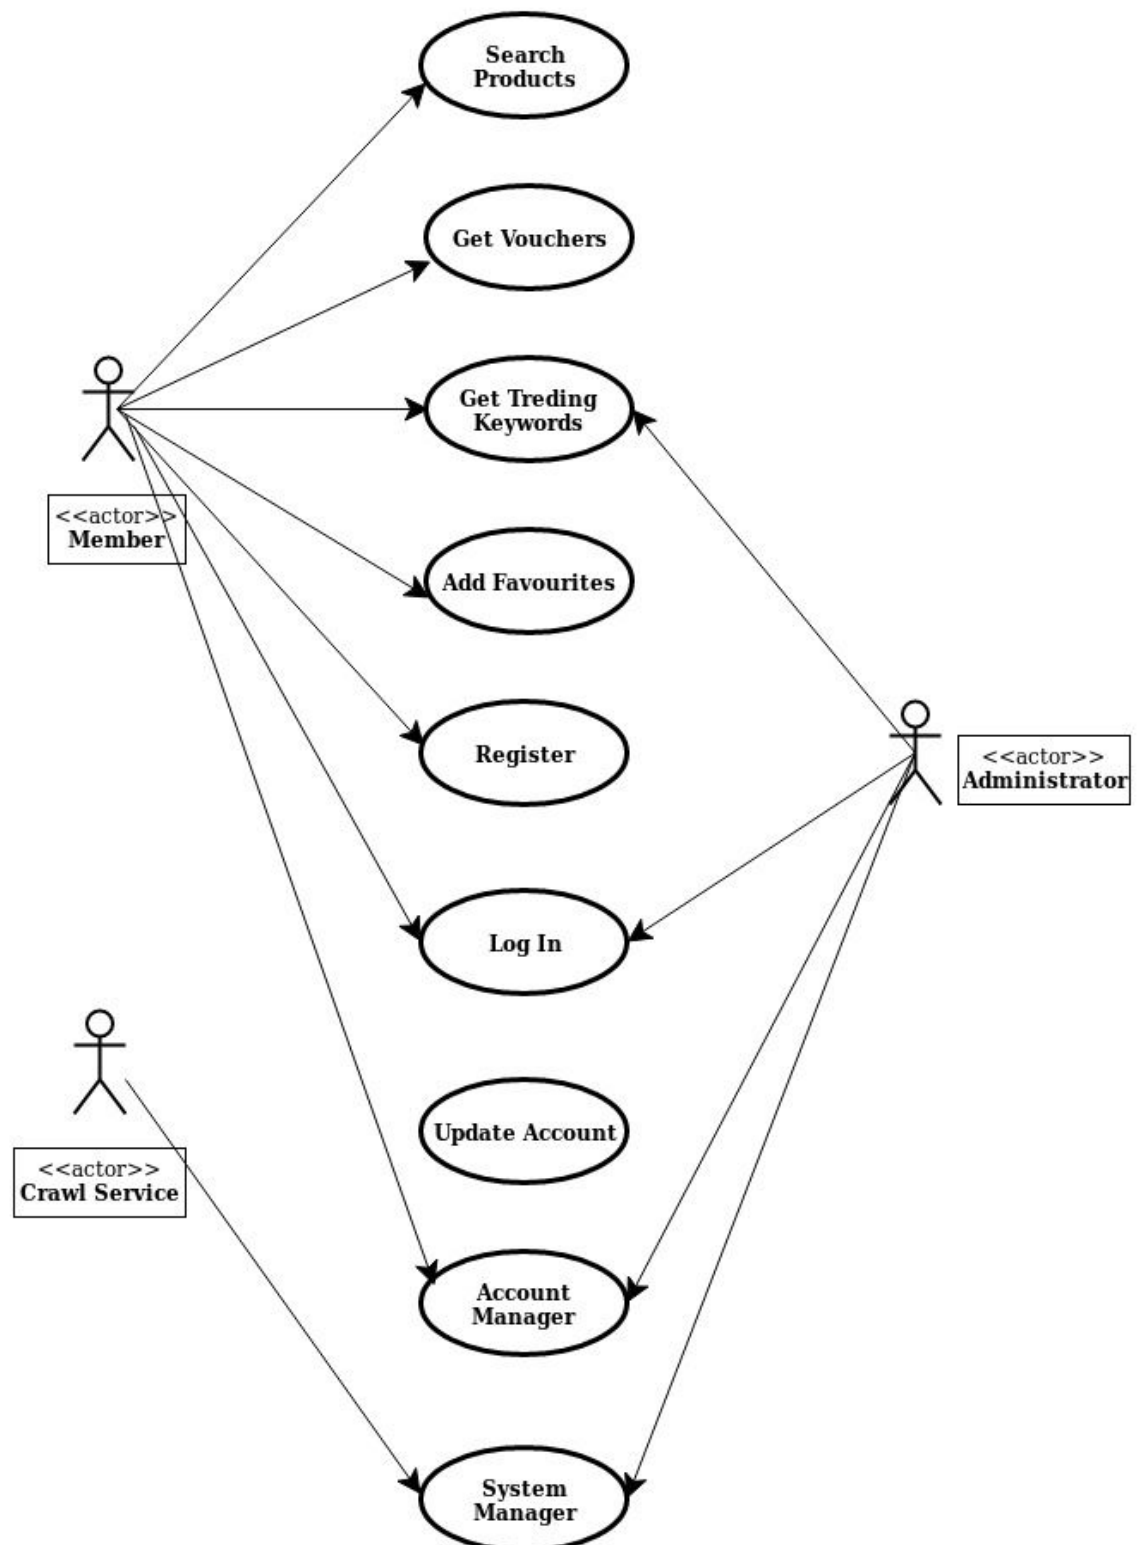 Search
Products
Get Vouchers
Get Treding
Keywords
<<actor>>
Member
Add Favourites
Register
<<actor>>
Administrator
Log In
Update Account
<<actor>>
Crawl Service
Account
Manager
System
Manager